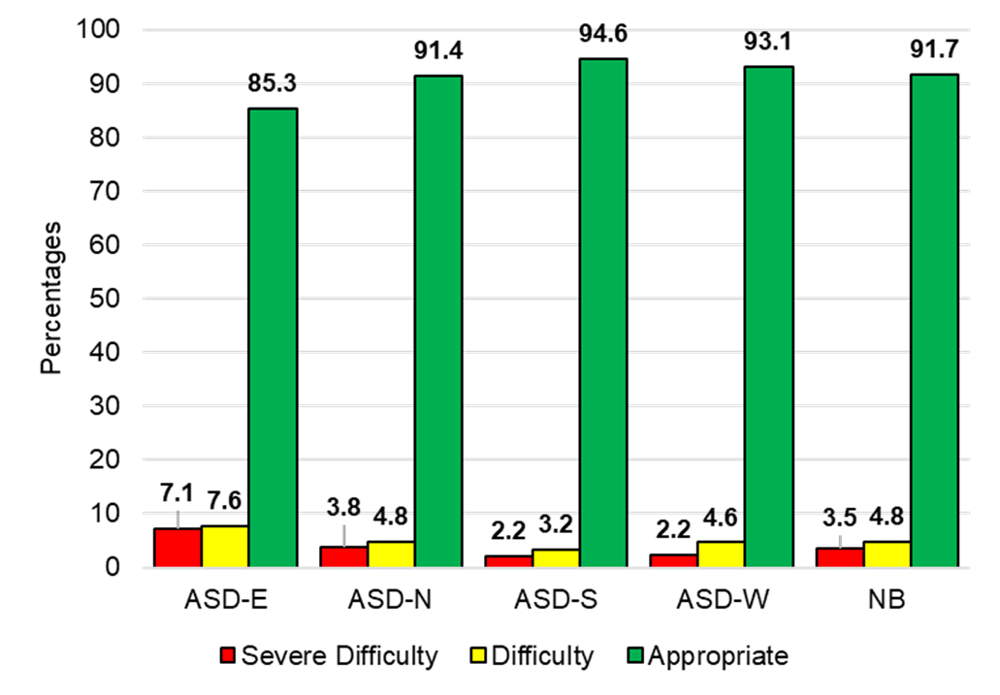 Percentages
100
90
80
70
60
50
40
30
20
10
0
7.1
7.6
85.3
3.8
4.8
91.4
2.2
3.2
94.6
2.2
4.6
93.1
3.5
4.8
91.7
ASD-E
ASD-N
ASD-S
ASD-W
NB
Severe Difficulty
Difficulty
Appropriate